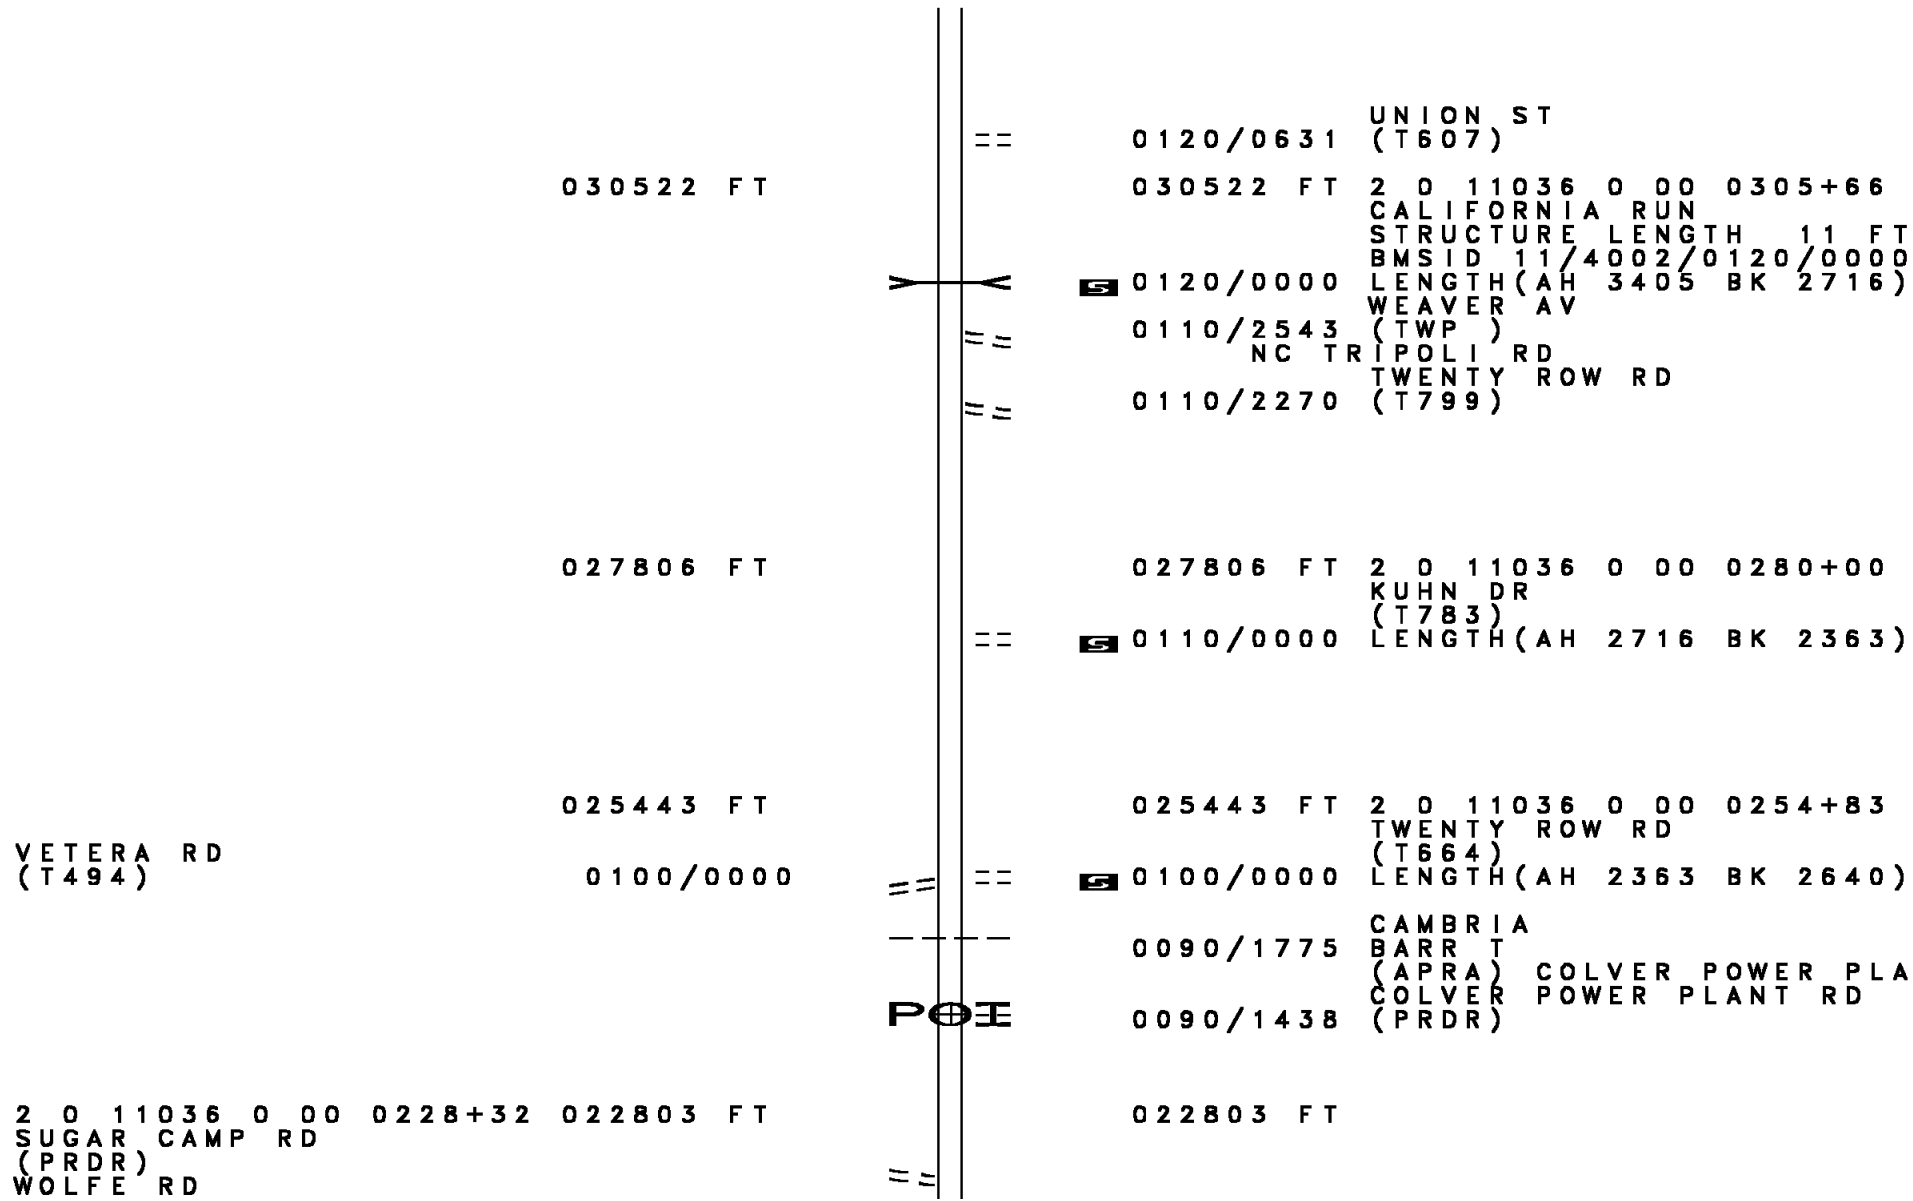 UNION ST
0120/0631 (T607)
030522 FT 030522 FT 2 0 11036 0 00 0305+66
CALIFORNIA RUN
STRUCTURE LENGTH 11 FT
BMSID 11/4002/0120/0000
S 0120/0000 LENGTH(AH 3405 BK 2716)
WEAVER AV
0110/2543 (TWP )
NC TRIPOLI RD
TWENTY ROW RD
0110/2270 (T799)
027806 FT 027806 FT 2 0 11036 0 00 0280+00
KUHN DR
(T783)
S 0110/0000 LENGTH(AH 2716 BK 2363)
025443 FT 025443 FT 2 0 11036 0 00 0254+83
TWENTY ROW RD
VETERA RD (T664)
(T494) 0100/0000 S 0100/0000 LENGTH(AH 2363 BK 2640)
CAMBRIA
0090/1775 BARR T
(APRA) COLVER POWER PLA
COLVER POWER PLANT RD
POI 0090/1438 (PRDR)
2 0 11036 0 00 0228+32 022803 FT 022803 FT
SUGAR CAMP RD
(PRDR)
WOLFE RD